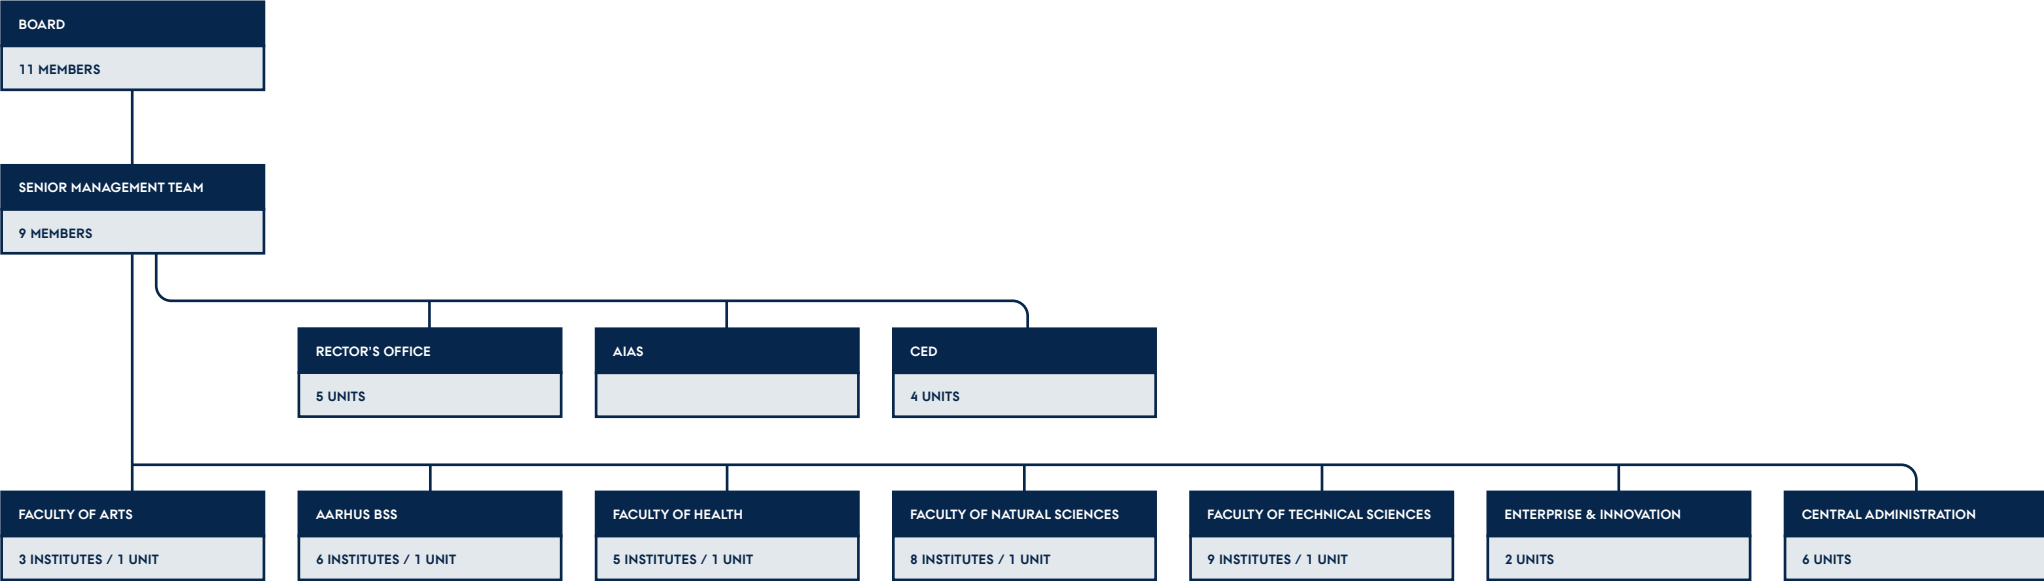 BOARD
11 MEMBERS
SENIOR MANAGEMENT TEAM
9 MEMBERS
RECTOR'S OFFICE
5 UNITS
AIAS
CED
4 UNITS
FACULTY OF ARTS
3 INSTITUTES / 1 UNIT
AARHUS BSS
6 INSTITUTES / 1 UNIT
FACULTY OF HEALTH
5 INSTITUTES / 1 UNIT
FACULTY OF NATURAL SCIENCES
8 INSTITUTES / 1 UNIT
FACULTY OF TECHNICAL SCIENCES
9 INSTITUTES / 1 UNIT
ENTERPRISE & INNOVATION
2 UNITS
CENTRAL ADMINISTRATION
6 UNITS